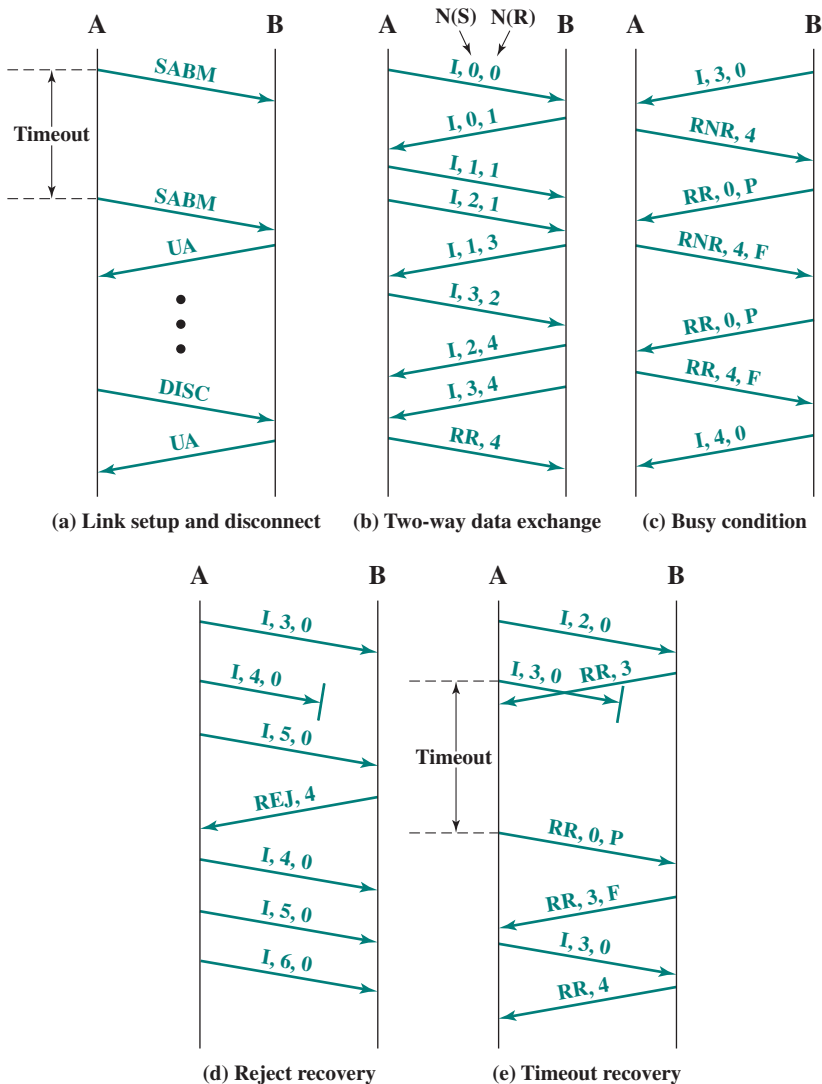 N(S) N(R)
A B
SABM
Timeout
SABM
UA
DISC
UA
(a) Link setup and disconnect
A B
I, 0, 0
I, 0, 1
I, 1, 1
I, 2, 1
I, 1, 3
I, 3, 2
I, 2, 4
I, 3, 4
RR, 4
(b) Two-way data exchange
A B
I, 3, 0
RNR, 4
RR, 0, P
RNR, 4, F
RR, 0, P
RR, 4, F
I, 4, 0
(c) Busy condition
A B
I, 3, 0
I, 4, 0
I, 5, 0
REJ, 4
I, 4, 0
I, 5, 0
I, 6, 0
(d) Reject recovery
A B
I, 2, 0
I, 3, 0 RR, 3
Timeout
RR, 0, P
RR, 3, F
I, 3, 0
RR, 4
(e) Timeout recovery